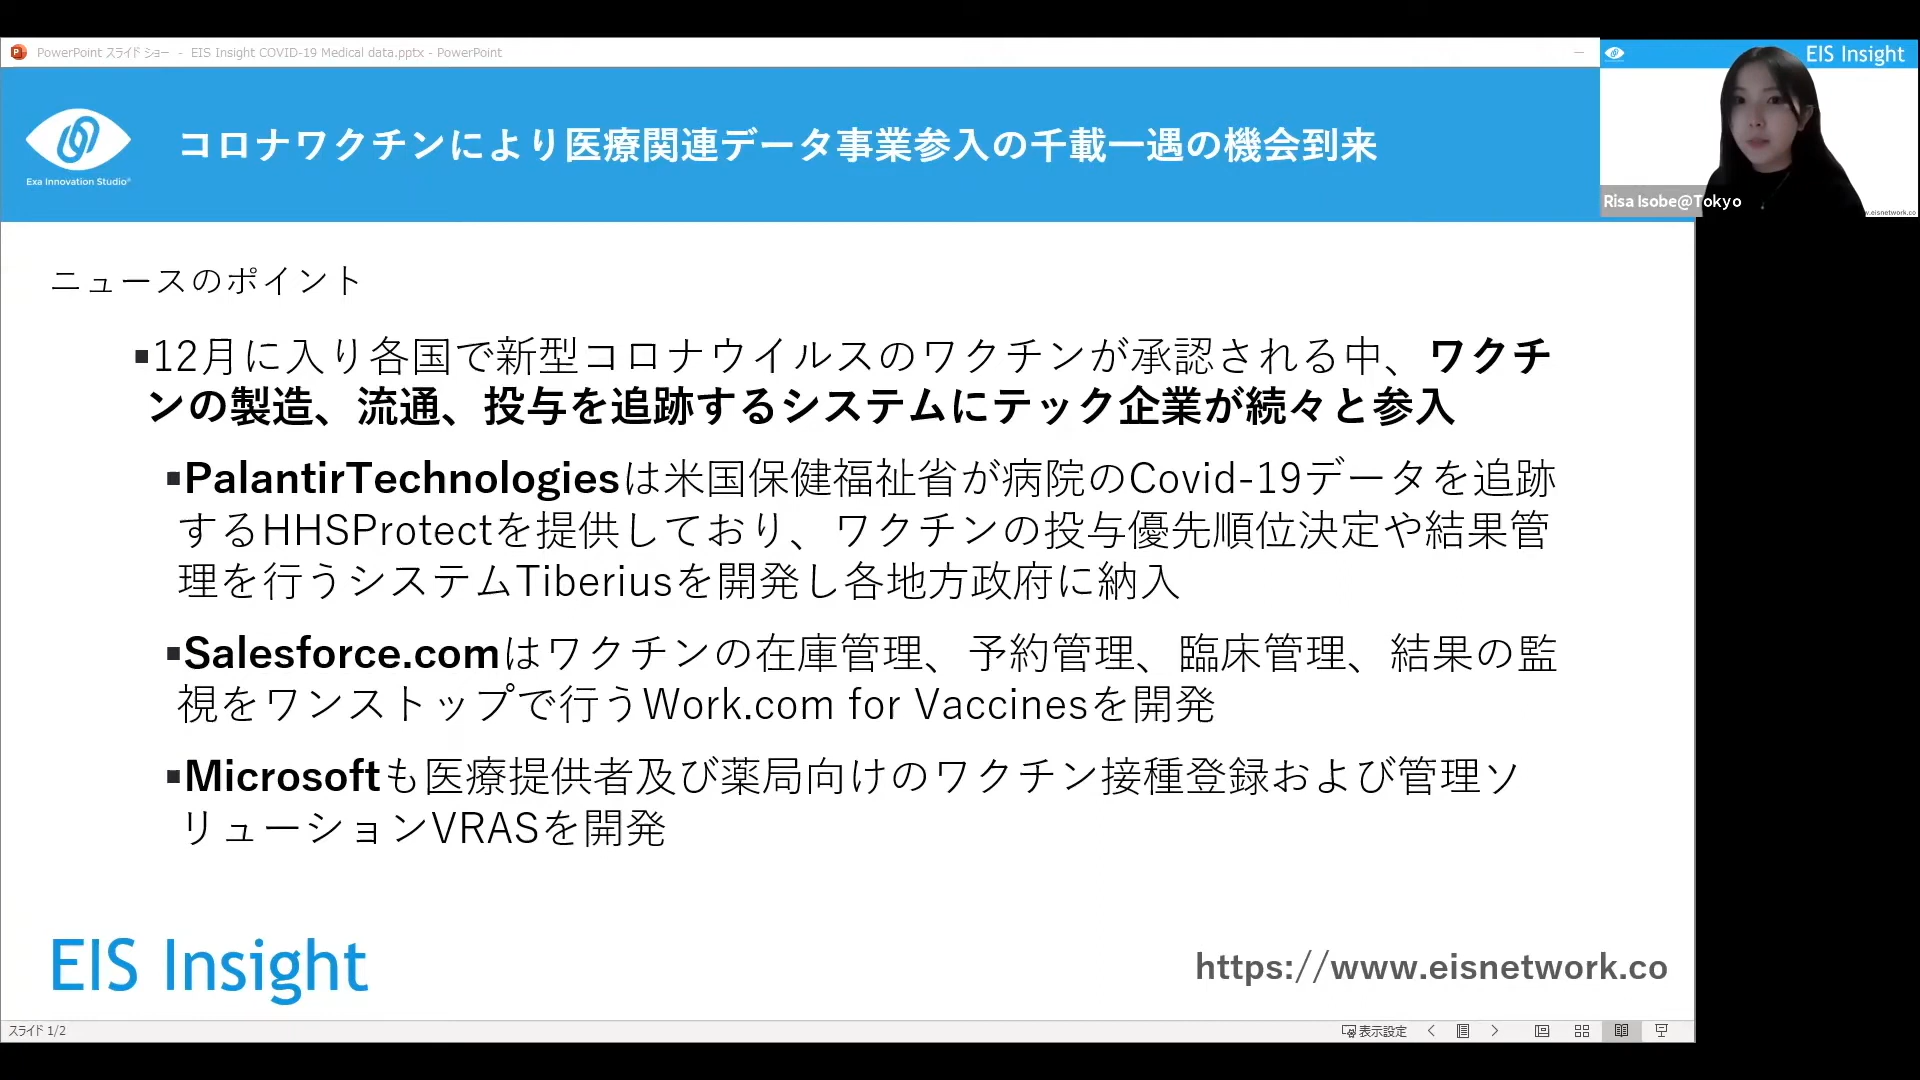 PowerPoint スライド ショー - EIS Insight COVID-19 Medical data.pptx - PowerPoint
EIS Insight
コロナワクチンにより医療関連データ事業参入の千載一遇の機会到来
Exa Innovation Studio®
Risa Isobe@Tokyo
w.eisnetwork.co
ニュースのポイント
▪12月に入り各国で新型コロナウイルスのワクチンが承認される中、ワクチ
ンの製造、流通、投与を追跡するシステムにテック企業が続々と参入
▪PalantirTechnologiesは米国保健福祉省が病院のCovid-19データを追跡
するHHSProtectを提供しており、ワクチンの投与優先順位決定や結果管
理を行うシステムTiberiusを開発し各地方政府に納入
▪Salesforce.comはワクチンの在庫管理、予約管理、臨床管理、結果の監
視をワンストップで行うWork.com for Vaccinesを開発
▪Microsoftも医療提供者及び薬局向けのワクチン接種登録および管理ソ
リューションVRASを開発
EIS Insight
https://www.eisnetwork.co
スライド 1/2
表示設定